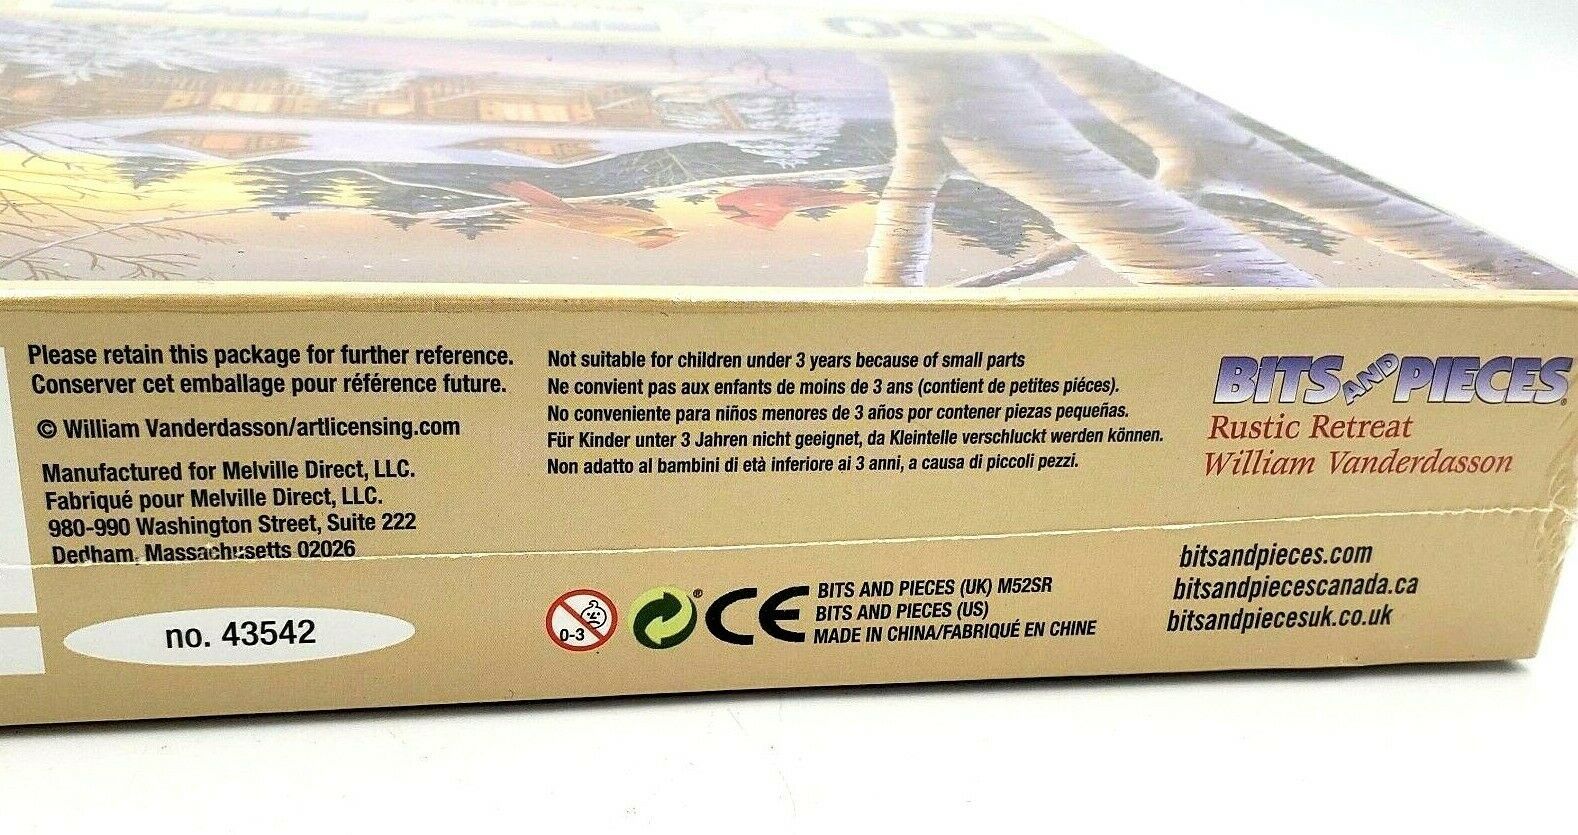 500
Please retain this package for further reference.
Conserver cet emballage pour référence future.
© William Vanderdasson/artlicensing.com
Manufactured for Melville Direct, LLC.
Fabriqué pour Melville Direct, LLC.
980-990 Washington Street, Suite 222
Dedham, Massachusetts 02026
no. 43542
Not suitable for children under 3 years because of small parts
Ne convient pas aux enfants de moins de 3 ans (contient de petites piéces).
No conveniente para niños menores de 3 años por contener piezas pequeñas.
Für Kinder unter 3 Jahren nicht geeignet, da Kleintelle verschluckt werden können.
Non adatto al bambini di età inferiore ai 3 anni, a causa di piccoli pezzi.
0-3
® CE
BITS AND PIECES (UK) M52SR
BITS AND PIECES (US)
MADE IN CHINA/FABRIQUÉ EN CHINE
BITS AND PIECES®
Rustic Retreat
William Vanderdasson
bitsandpieces.com
bitsandpiecescanada.ca
bitsandpiecesuk.co.uk